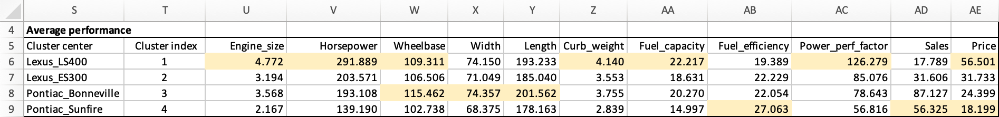 S T U V W X Y Z AA AB AC AD AE
4 Average performance
5 Cluster center Cluster index Engine_size Horsepower Wheelbase Width Length Curb_weight Fuel_capacity Fuel_efficiency Power_perf_factor Sales Price
6 Lexus_LS400 1 4.772 291.889 109.311 74.150 193.233 4.140 22.217 19.389 126.279 17.789 56.501
7 Lexus_ES300 2 3.194 203.571 106.506 71.049 185.040 3.553 18.631 22.229 85.076 31.606 31.733
8 Pontiac_Bonneville 3 3.568 193.108 115.462 74.357 201.562 3.755 20.270 22.054 78.643 87.127 24.399
9 Pontiac_Sunfire 4 2.167 139.190 102.738 68.375 178.163 2.839 14.997 27.063 56.816 56.325 18.199